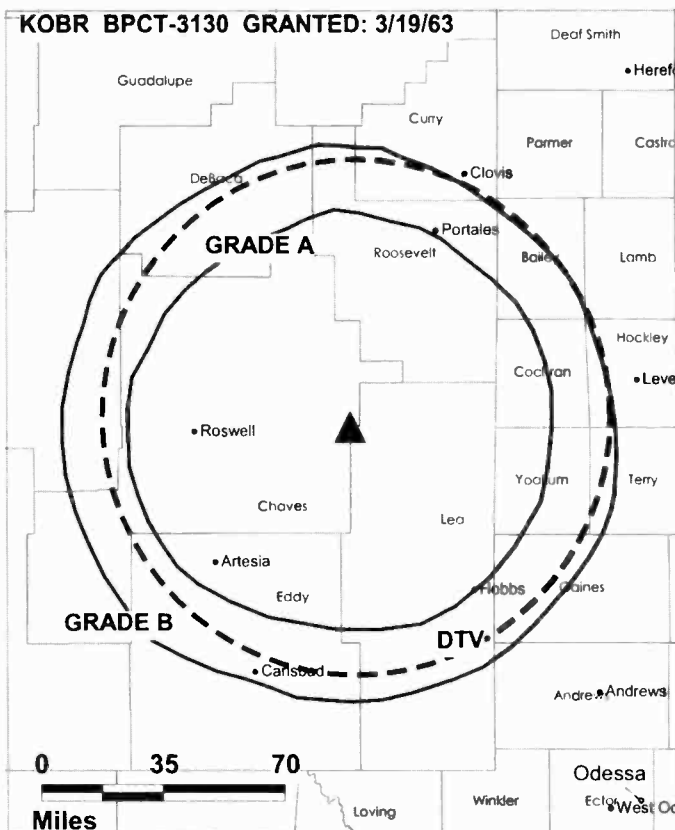 KOBR BPCT-3130 GRANTED: 3/19/63
Deaf Smith
Heref
Guadalupe
Curry
Parmer
Castro
DeBaca
Clovis
GRADE A
Portales
Roosevelt
Bailey
Lamb
Hockley
Cochran
Leve
Roswell
Yoakum
Terry
Chaves
Lea
Artesia
Eddy
Hobbs
Gaines
GRADE B
DTV
Carlsbad
Andrews
Andrews
0 35 70
Miles
Odessa
Ector
West Od
Winkler
Loving